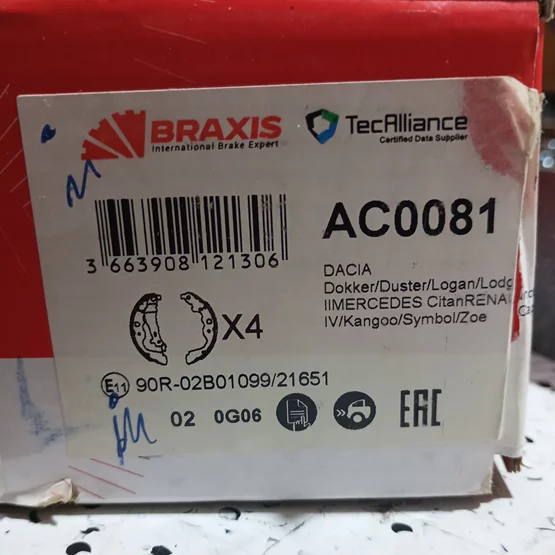 BRAXIS
International Brake Expert
TecAlliance
Certified Data Supplier
AC0081
3 663908 121306
DACIA
Dokker/Duster/Logan/Lodg
IIMERCEDES CitanRENAU
IV/Kangoo/Symbol/Zoe
X4
E11 90R-02B01099/21651
02 0G06
EAC